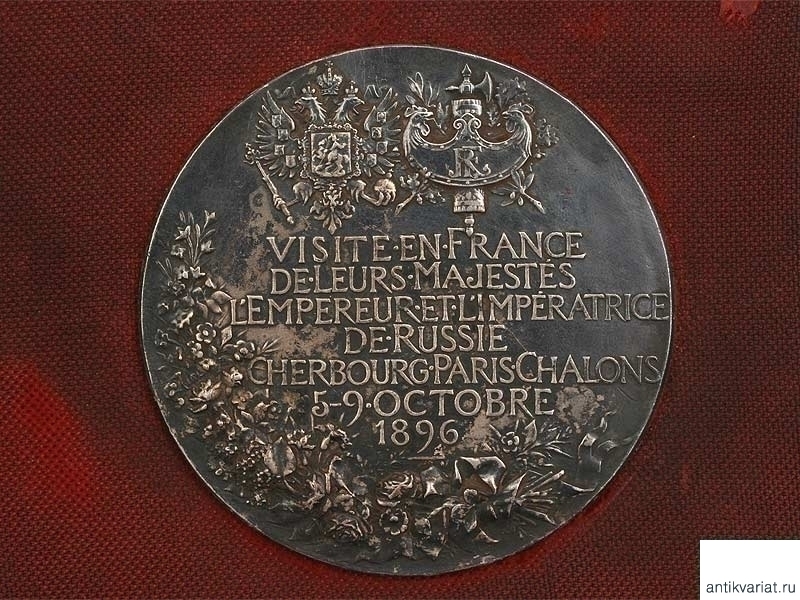 RF
VISITE·EN·FRANCE
DE·LEURS·MAJESTÉS
L'EMPEREUR·ET·L'IMPÉRATRICE
DE·RUSSIE
CHERBOURG·PARIS·CHALONS
5-9·OCTOBRE
1896
antikvariat.ru